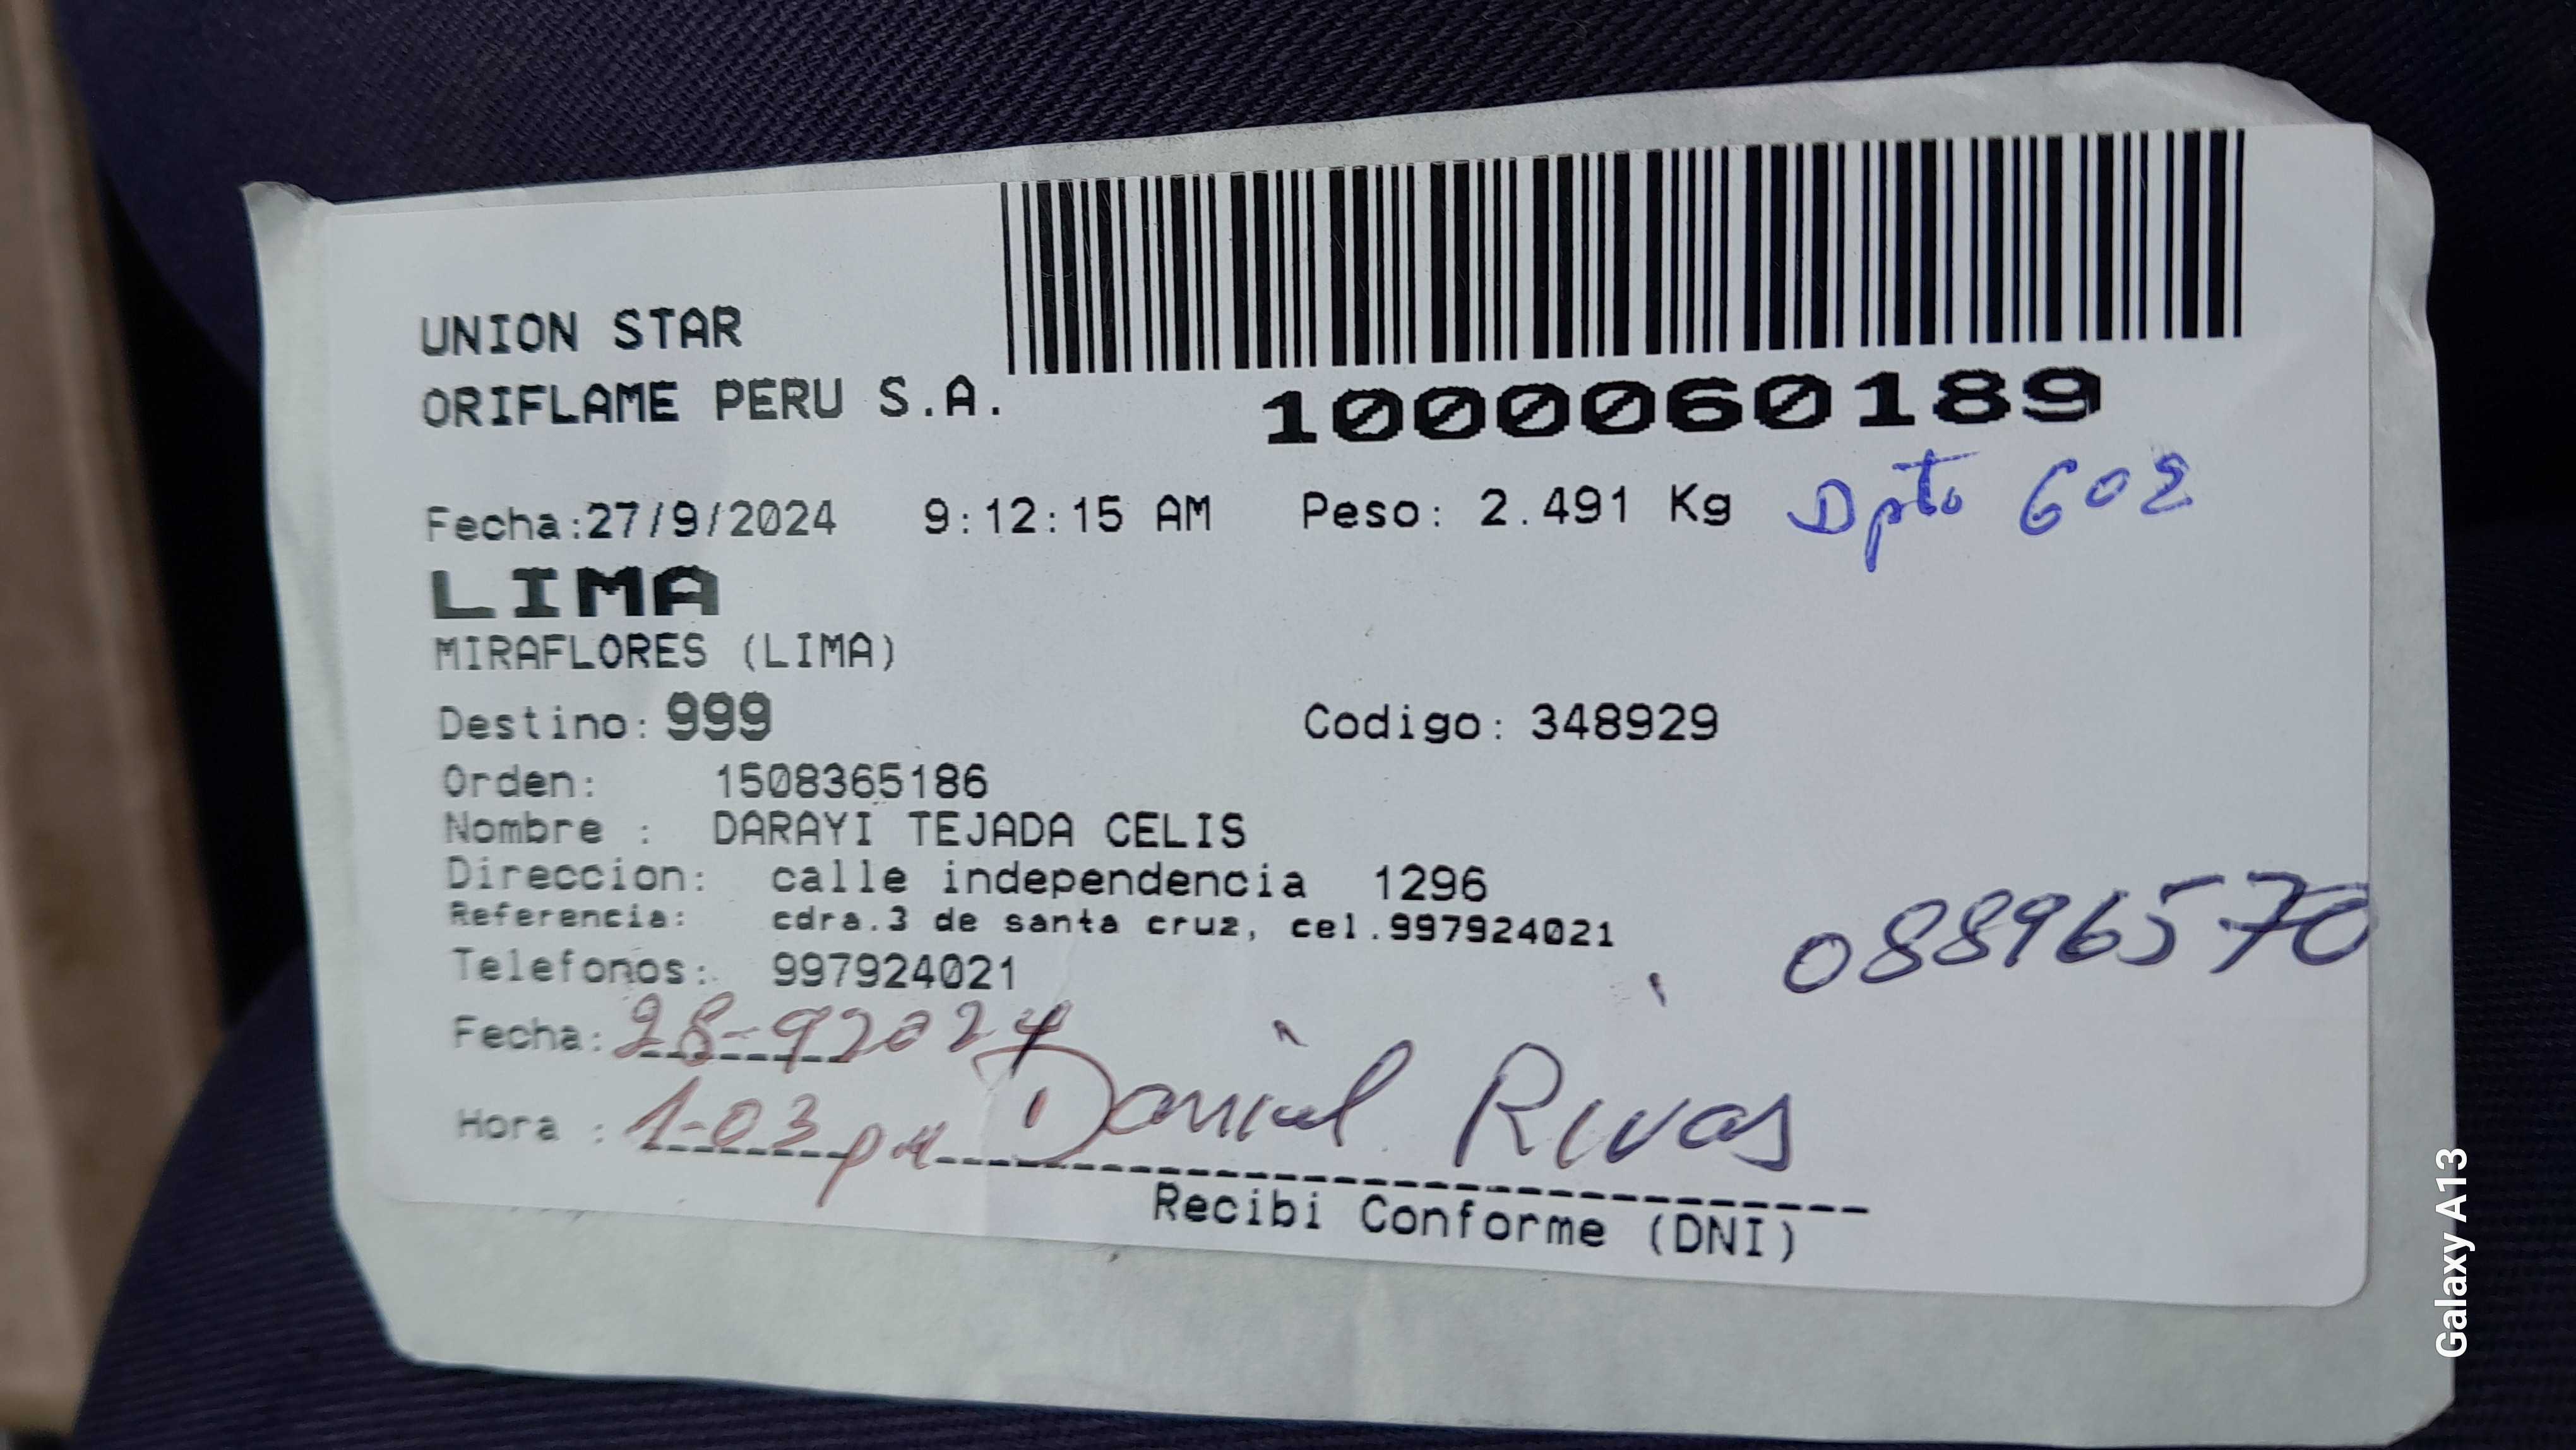 UNION STAR
ORIFLAME PERU S.A.
1000060189
Fecha:27/9/2024 9:12:15 AM Peso: 2.491 Kg Dpto 602
LIMA
MIRAFLORES (LIMA)
Destino: 999 Codigo: 348929
Orden: 1508365186
Nombre : DARAYI TEJADA CELIS
Direccion: calle independencia 1296
Referencia: cdra.3 de santa cruz, cel.997924021
Telefonos: 997924021
08896570
Fecha: 28-92024
Hora : 1-03 pm Daniel Rivas
Recibi Conforme (DNI)
Galaxy A13